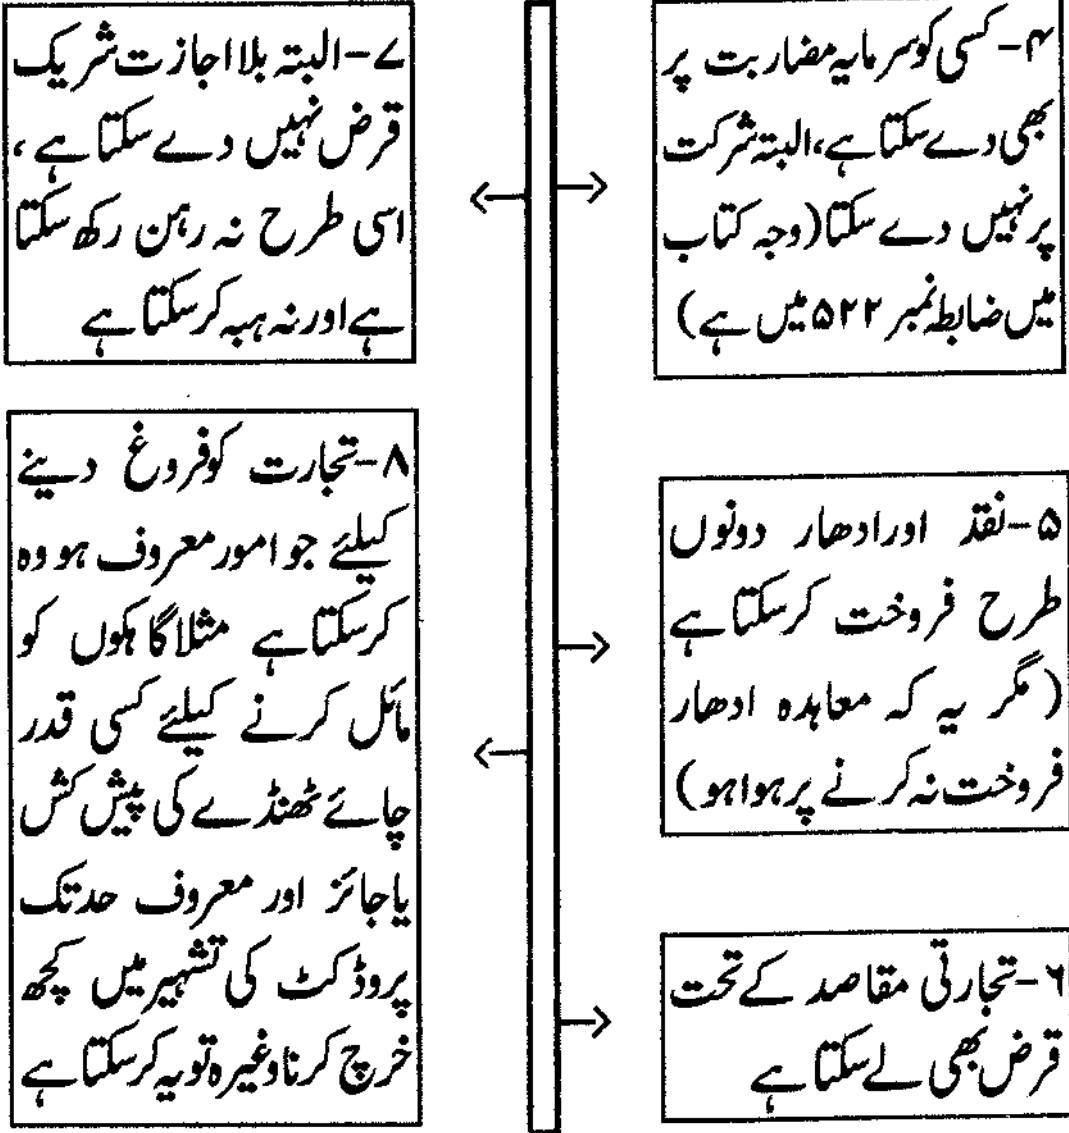 ۴-کسی کو سرمایہ مضاربت پر
بھی دے سکتا ہے، البتہ شرکت
پر نہیں دے سکتا (وجہ کتاب
میں ضابطہ نمبر ۵۲۲ میں ہے)
۵-نقد اور ادھار دونوں
طرح فروخت کرسکتا ہے
(مگر یہ کہ معاہدہ ادھار
فروخت نہ کرنے پر ہوا ہو)
۶-تجارتی مقاصد کے تحت
قرض بھی لے سکتا ہے
۷-البتہ بلا اجازت شریک
قرض نہیں دے سکتا ہے،
اسی طرح نہ رہن رکھ سکتا
ہے اور نہ ہبہ کرسکتا ہے
۸-تجارت کو فروغ دینے
کیلئے جو امور معروف ہو وہ
کرسکتا ہے مثلا گاہکوں کو
مائل کرنے کیلئے کسی قدر
چائے ٹھنڈے کی پیش کش
یا جائز اور معروف حد تک
پروڈکٹ کی تشہیر میں کچھ
خرچ کرنا وغیرہ تو یہ کرسکتا ہے